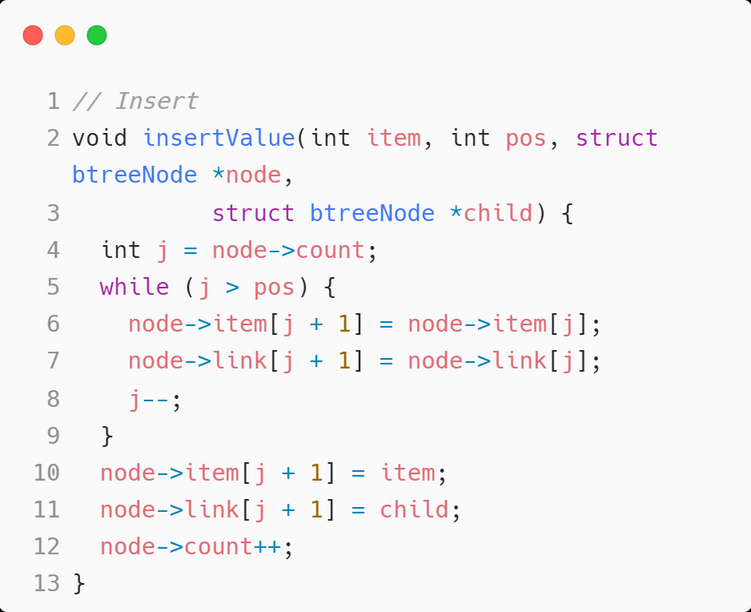 1 // Insert
2 void insertValue(int item, int pos, struct
btreeNode *node,
3           struct btreeNode *child) {
4   int j = node->count;
5   while (j > pos) {
6     node->item[j + 1] = node->item[j];
7     node->link[j + 1] = node->link[j];
8     j--;
9   }
10   node->item[j + 1] = item;
11   node->link[j + 1] = child;
12   node->count++;
13 }